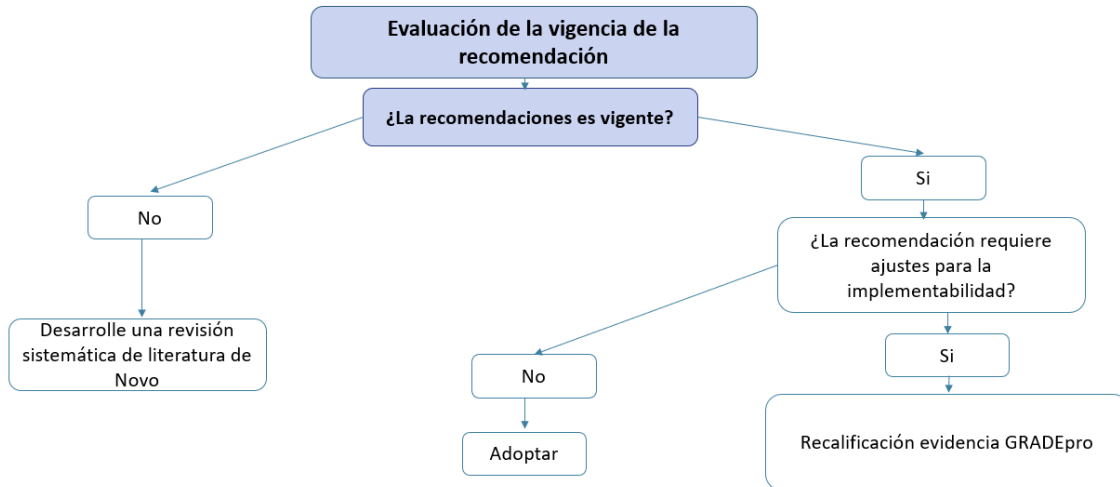 Evaluación de la vigencia de la
recomendación
¿La recomendaciones es vigente?
No
Si
Desarrolle una revisión
sistemática de literatura de
Novo
¿La recomendación requiere
ajustes para la
implementabilidad?
No
Si
Adoptar
Recalificación evidencia GRADEpro